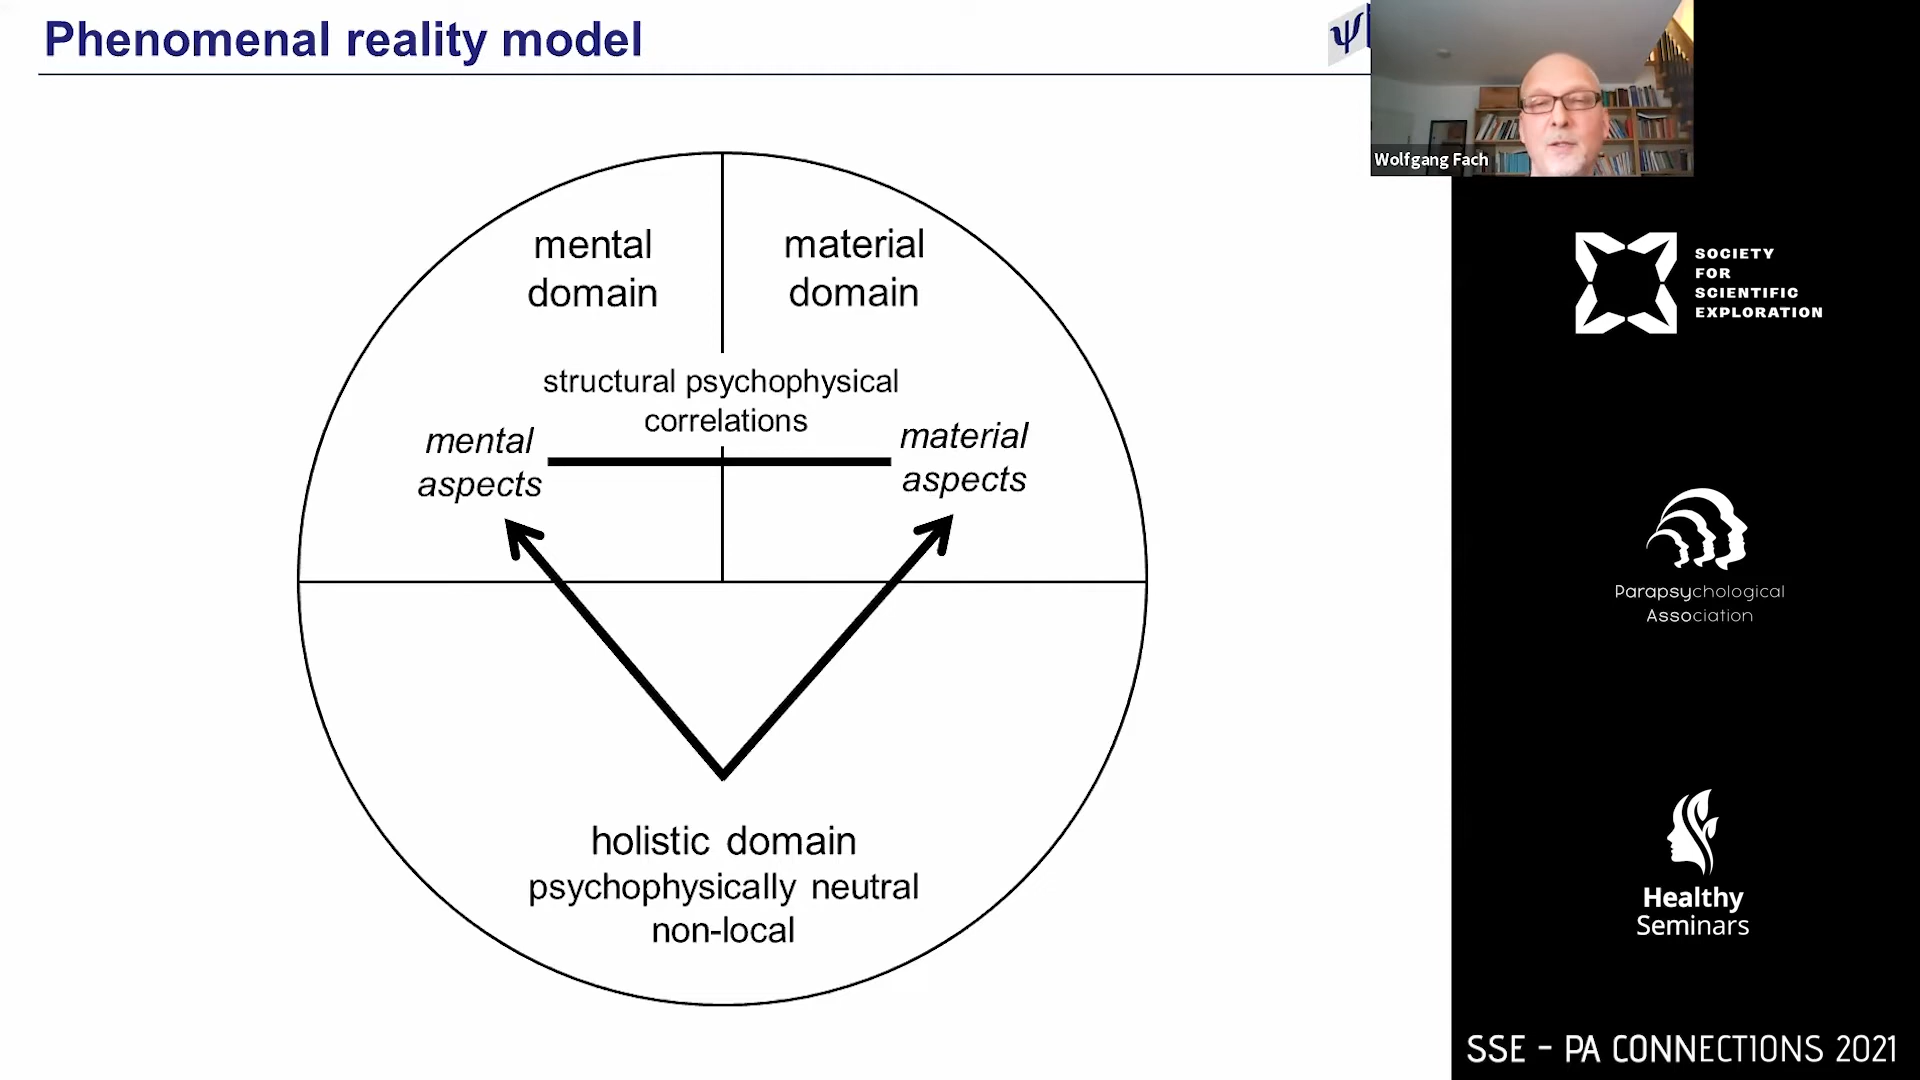 Phenomenal reality model
ψ
Wolfgang Fach
mental
domain
material
domain
structural psychophysical
correlations
mental
aspects
material
aspects
holistic domain
psychophysically neutral
non-local
SOCIETY
FOR
SCIENTIFIC
EXPLORATION
Parapsychological
Association
Healthy
Seminars
SSE - PA CONNECTIONS 2021